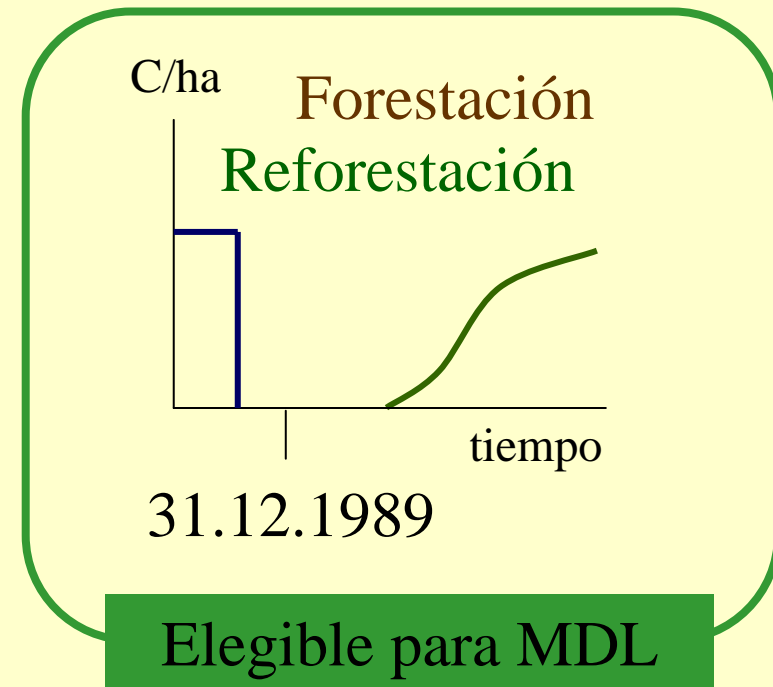 C/ha
Forestación
Reforestación
tiempo
31.12.1989
Elegible para MDL